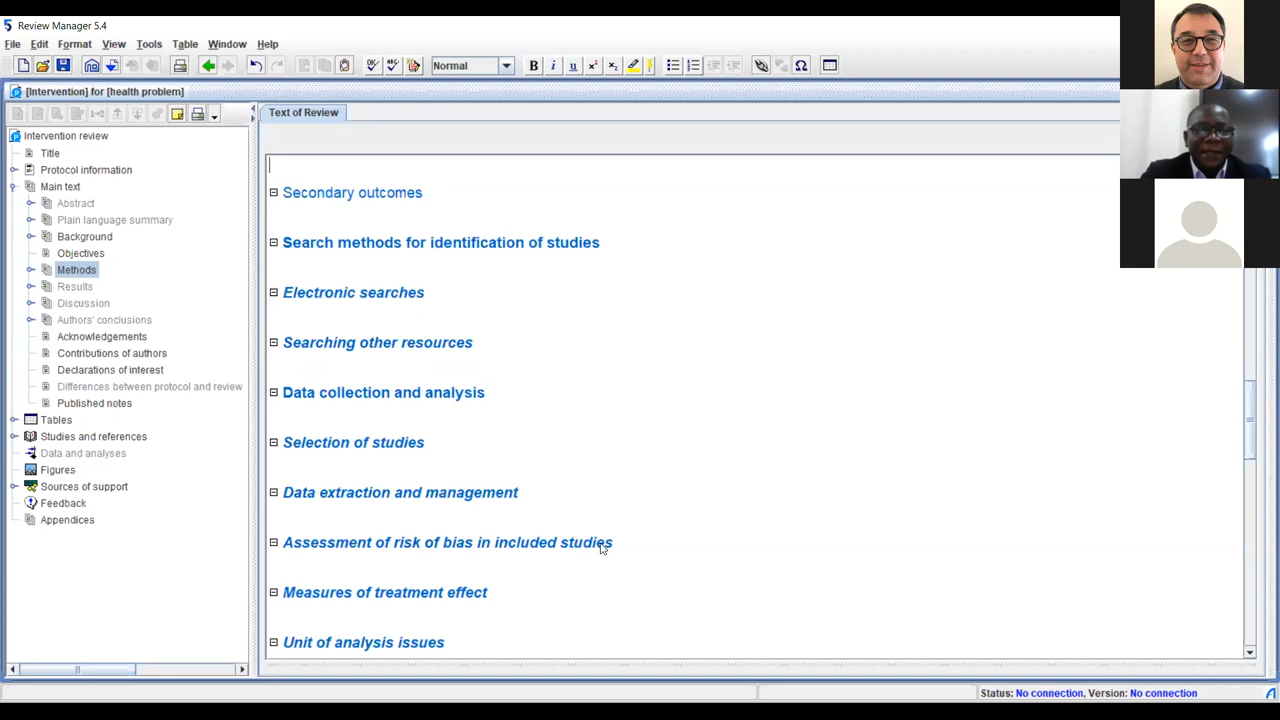 Review Manager 5.4
File Edit Format View Tools Table Window Help
Normal
B i u x² x₂
[Intervention] for [health problem]
Text of Review
Intervention review
Title
Protocol information
Main text
Abstract
Plain language summary
Background
Objectives
Methods
Results
Discussion
Authors' conclusions
Acknowledgements
Contributions of authors
Declarations of interest
Differences between protocol and review
Published notes
Tables
Studies and references
Data and analyses
Figures
Sources of support
Feedback
Appendices
Secondary outcomes
Search methods for identification of studies
Electronic searches
Searching other resources
Data collection and analysis
Selection of studies
Data extraction and management
Assessment of risk of bias in included studies
Measures of treatment effect
Unit of analysis issues
Status: No connection, Version: No connection